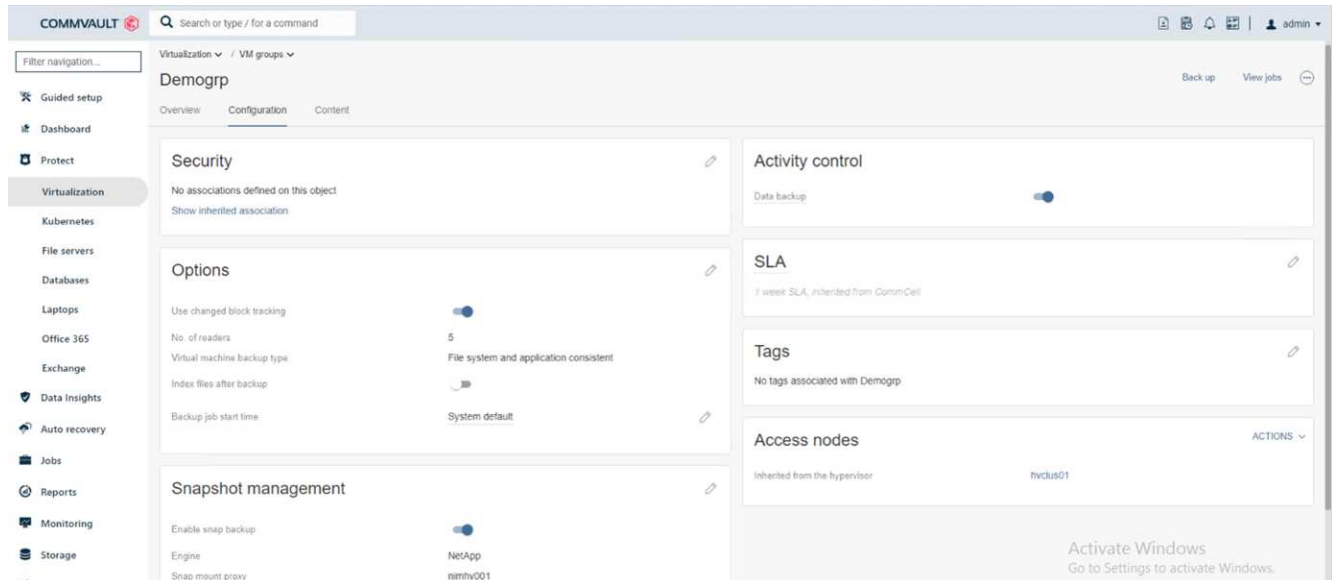 COMMVAULT
Search or type / for a command
admin
Filter navigation...
Guided setup
Dashboard
Protect
Virtualization
Kubernetes
File servers
Databases
Laptops
Office 365
Exchange
Data Insights
Auto recovery
Jobs
Reports
Monitoring
Storage
Virtualization / VM groups
Demogrp
Back up View jobs
Overview Configuration Content
Security
No associations defined on this object
Show inherited association
Options
Use changed block tracking
No. of readers 5
Virtual machine backup type File system and application consistent
Index files after backup
Backup job start time System default
Snapshot management
Enable snap backup
Engine NetApp
Snap mount proxy nimhv001
Activity control
Data backup
SLA
1 week SLA, inherited from CommCell
Tags
No tags associated with Demogrp
Access nodes ACTIONS
Inherited from the hypervisor hvclus01
Activate Windows
Go to Settings to activate Windows.